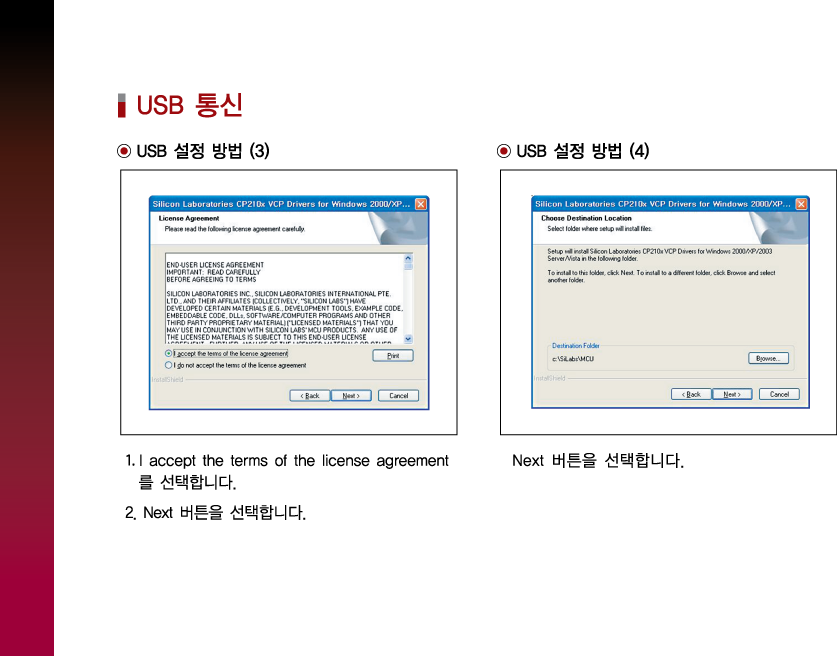 USB 통신
USB 설정 방법 (3)
Silicon Laboratories CP210x VCP Drivers for Windows 2000/XP...
License Agreement
Please read the following license agreement carefully.
END-USER LICENSE AGREEMENT
IMPORTANT: READ CAREFULLY
BEFORE AGREEING TO TERMS
SILICON LABORATORIES INC., SILICON LABORATORIES INTERNATIONAL PTE.
LTD., AND THEIR AFFILIATES (COLLECTIVELY, "SILICON LABS") HAVE
DEVELOPED CERTAIN MATERIALS (E.G., DEVELOPMENT TOOLS, EXAMPLE CODE,
EMBEDDABLE CODE, DLLs, SOFTWARE/COMPUTER PROGRAMS AND OTHER
THIRD PARTY PROPRIETARY MATERIAL) ("LICENSED MATERIALS") THAT YOU
MAY USE IN CONJUNCTION WITH SILICON LABS' MCU PRODUCTS. ANY USE OF
THE LICENSED MATERIALS IS SUBJECT TO THIS END-USER LICENSE
AGREEMENT. FURTHER, ANY USE OF THE LICENSED MATERIALS OR OTHER
I accept the terms of the license agreement
Print
I do not accept the terms of the license agreement
InstallShield
< Back Next > Cancel
1. I accept the terms of the license agreement
를 선택합니다.
2. Next 버튼을 선택합니다.
USB 설정 방법 (4)
Silicon Laboratories CP210x VCP Drivers for Windows 2000/XP...
Choose Destination Location
Select folder where setup will install files.
Setup will install Silicon Laboratories CP210x VCP Drivers for Windows 2000/XP/2003
Server/Vista in the following folder.
To install to this folder, click Next. To install to a different folder, click Browse and select
another folder.
Destination Folder
c:\SiLabs\MCU
Browse...
InstallShield
< Back Next > Cancel
Next 버튼을 선택합니다.